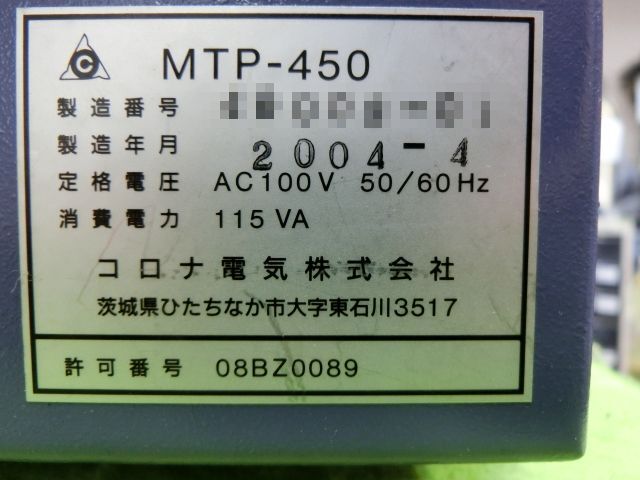 C
MTP-450
製造番号
製造年月 2004-4
定格電圧 AC100V 50/60Hz
消費電力 115VA
コロナ電気株式会社
茨城県ひたちなか市大字東石川3517
許可番号 08BZ0089